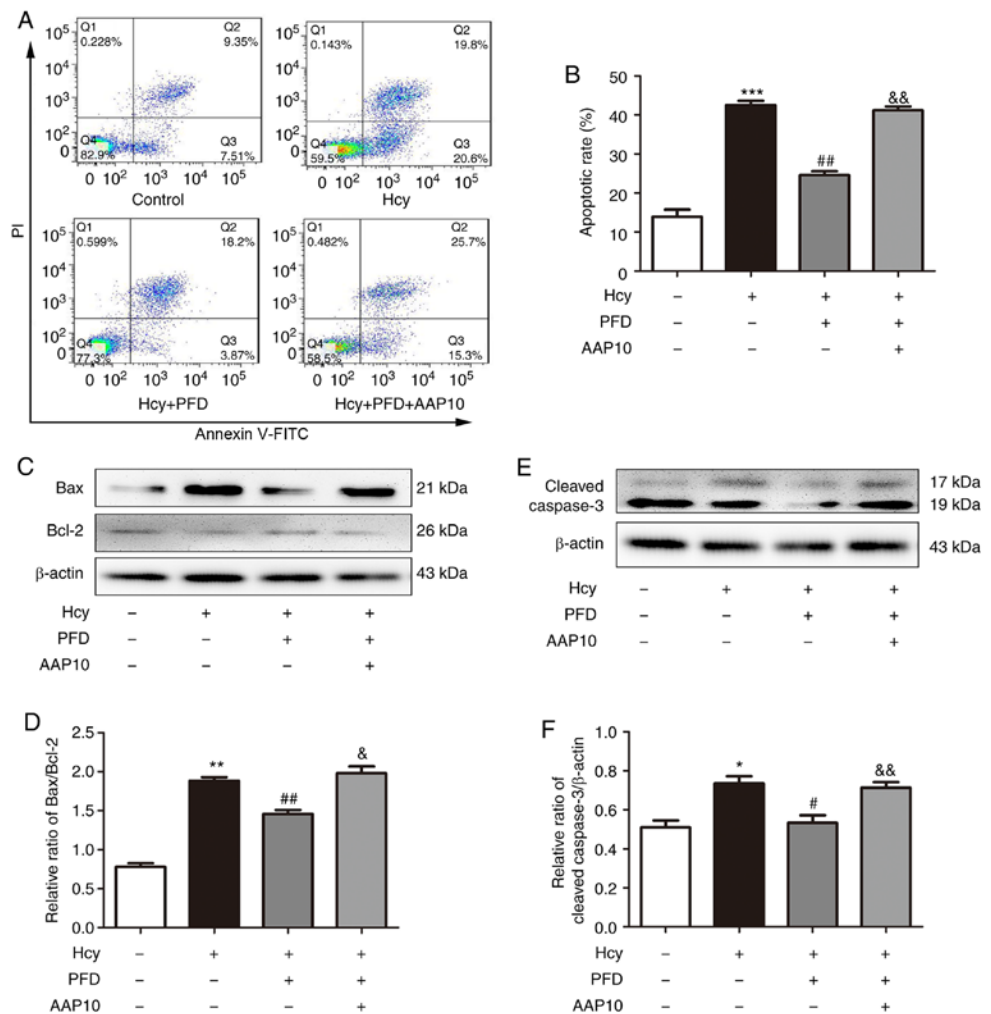 A
Q1
0.228%
Q2
9.35%
Q4
82.9%
Q3
7.51%
10⁵
10⁴
10³
10²
0
0 10² 10³ 10⁴ 10⁵
Control
Q1
0.143%
Q2
19.8%
Q4
59.5%
Q3
20.6%
10⁵
10⁴
10³
10²
0
0 10² 10³ 10⁴ 10⁵
Hcy
PI
Q1
0.599%
Q2
18.2%
Q4
77.3%
Q3
3.87%
10⁵
10⁴
10³
10²
0
0 10² 10³ 10⁴ 10⁵
Hcy+PFD
Q1
0.482%
Q2
25.7%
Q4
58.5%
Q3
15.3%
10⁵
10⁴
10³
10²
0
0 10² 10³ 10⁴ 10⁵
Hcy+PFD+AAP10
Annexin V-FITC
B
Apoptotic rate (%)
50
40
30
20
10
0
*** ## &&
Hcy – + + +
PFD – – + +
AAP10 – – – +
C
Bax 21 kDa
Bcl-2 26 kDa
β-actin 43 kDa
Hcy – + + +
PFD – – + +
AAP10 – – – +
E
Cleaved
caspase-3
17 kDa
19 kDa
β-actin 43 kDa
Hcy – + + +
PFD – – + +
AAP10 – – – +
D
Relative ratio of Bax/Bcl-2
2.5
2.0
1.5
1.0
0.5
0.0
** ## &
Hcy – + + +
PFD – – + +
AAP10 – – – +
F
Relative ratio of
cleaved caspase-3/β-actin
1.0
0.8
0.6
0.4
0.2
0.0
* # &&
Hcy – + + +
PFD – – + +
AAP10 – – – +